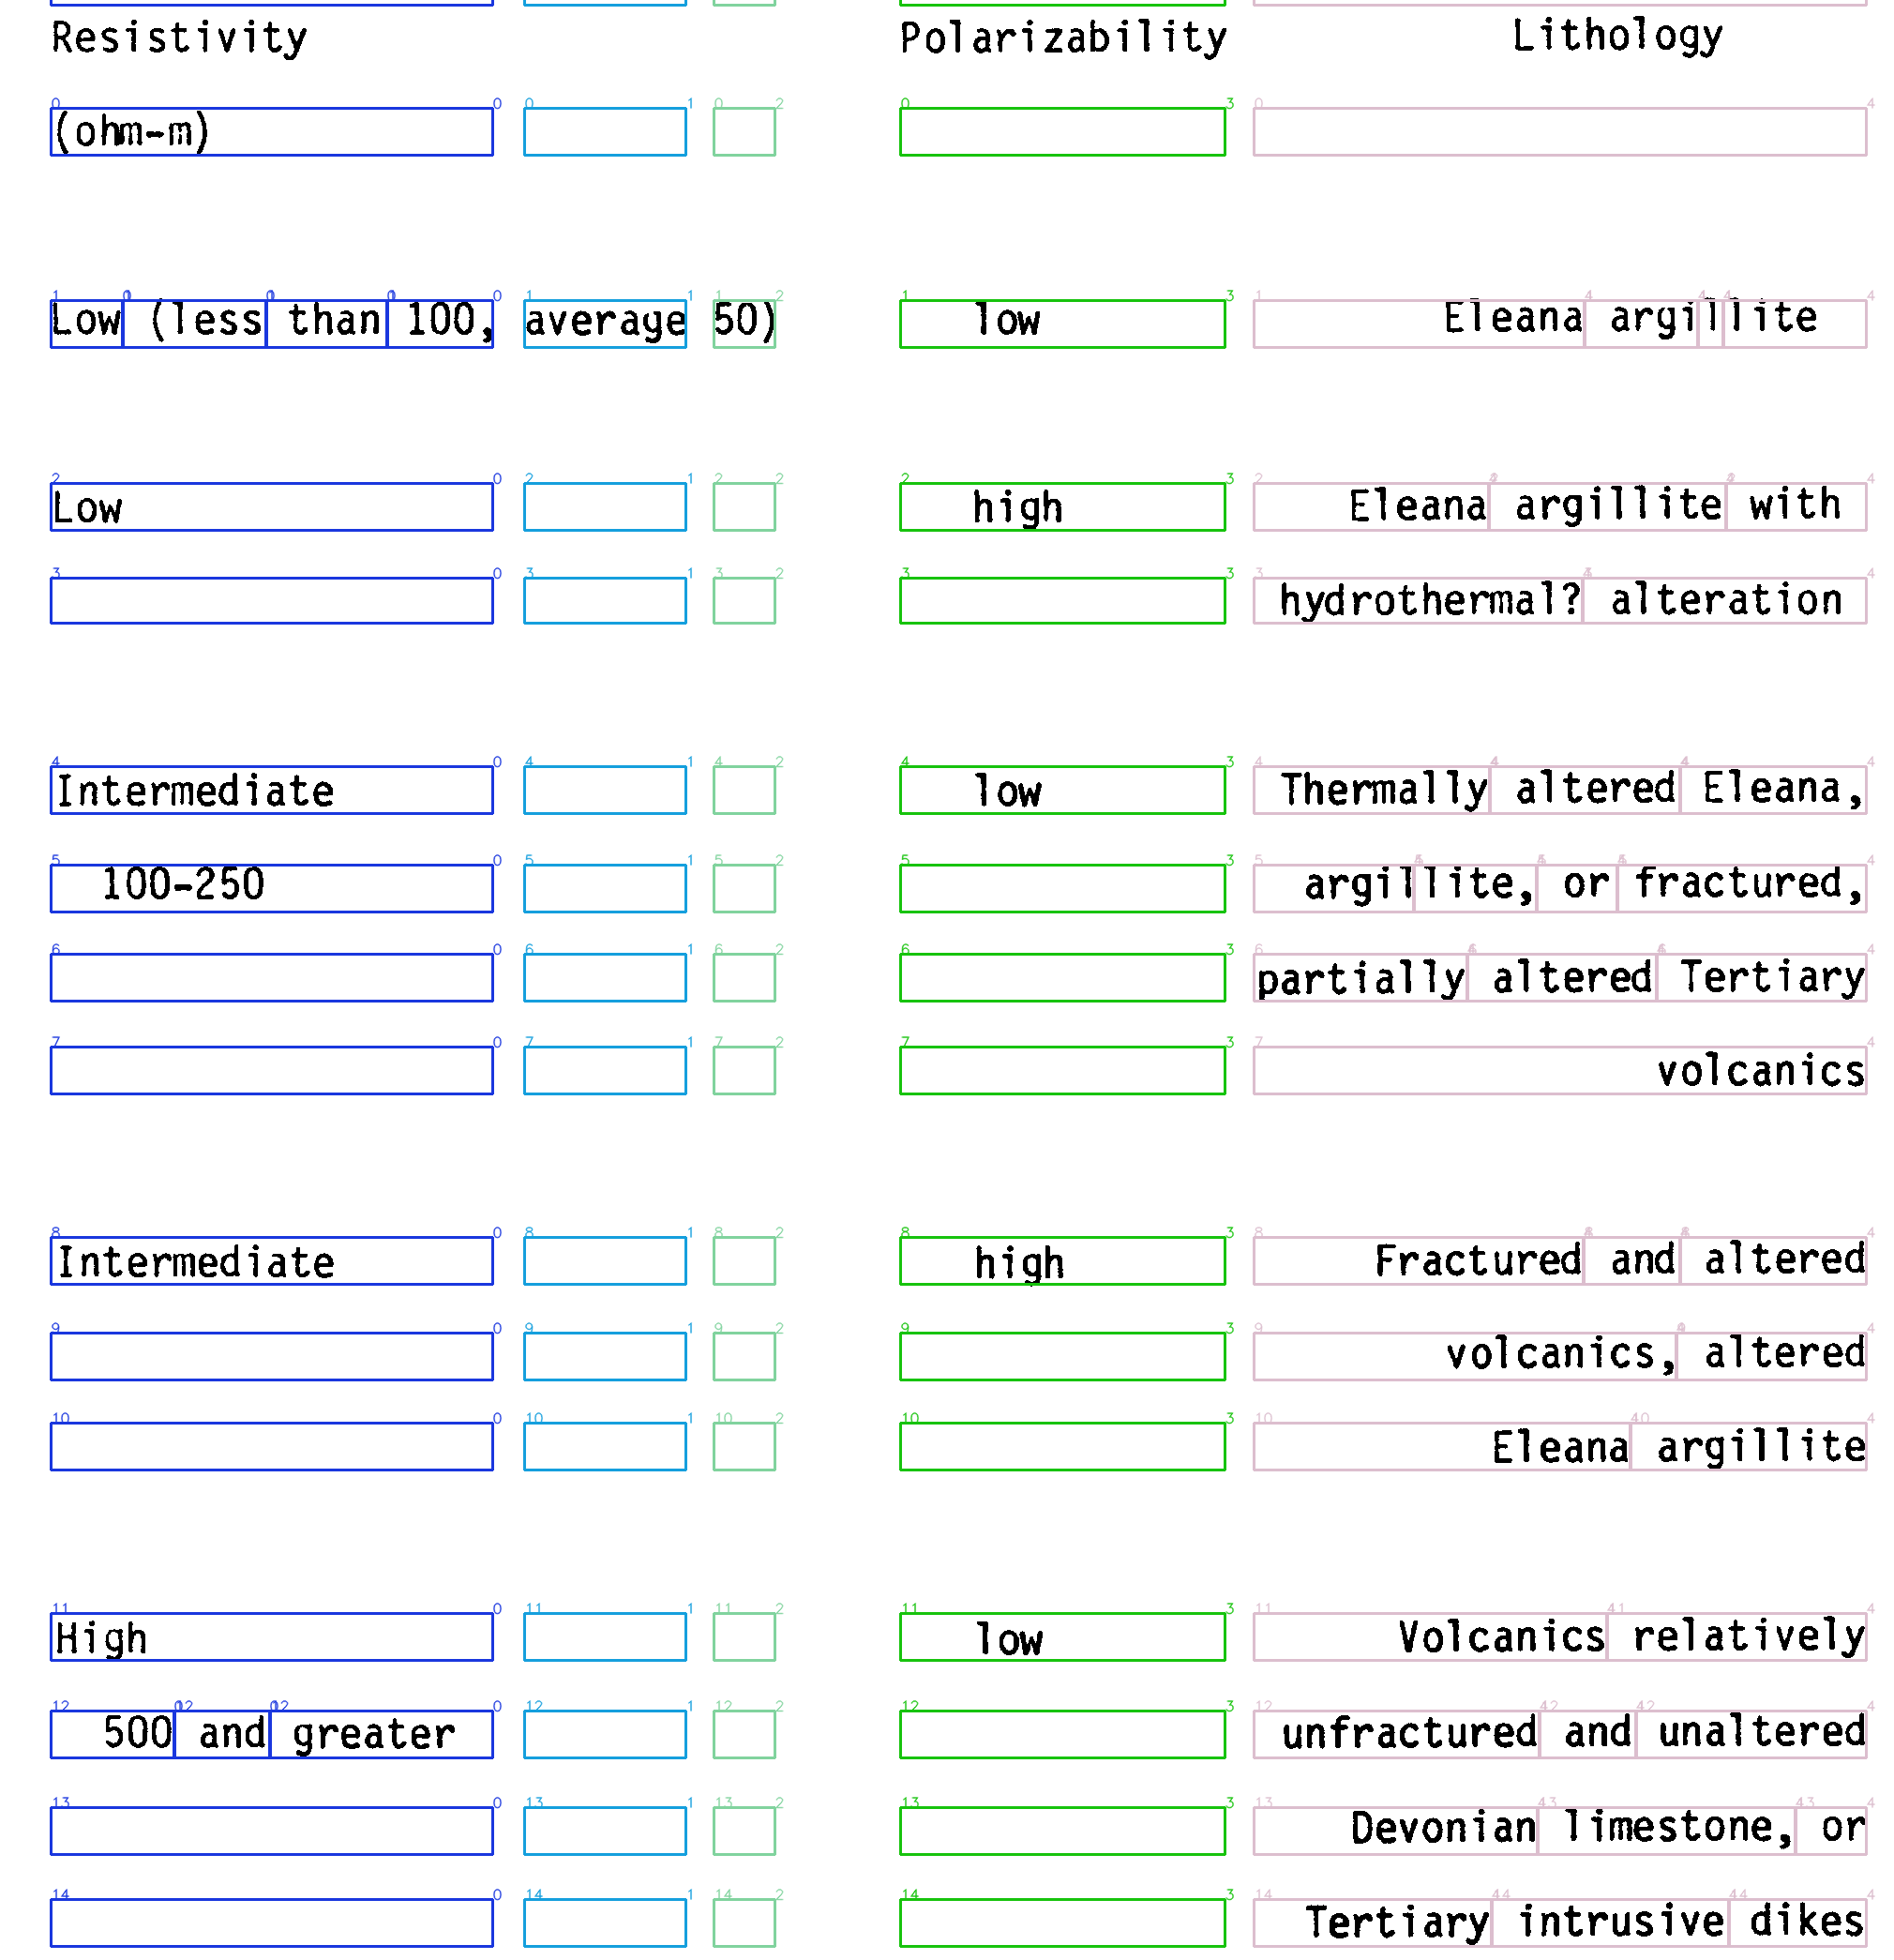 Resistivity Polarizability Lithology
(ohm-m)
Low (less than 100, average 50) low Eleana argillite
Low high Eleana argillite with
hydrothermal? alteration
Intermediate low Thermally altered Eleana,
100-250 argillite, or fractured,
partially altered Tertiary
volcanics
Intermediate high Fractured and altered
volcanics, altered
Eleana argillite
High low Volcanics relatively
500 and greater unfractured and unaltered
Devonian limestone, or
Tertiary intrusive dikes